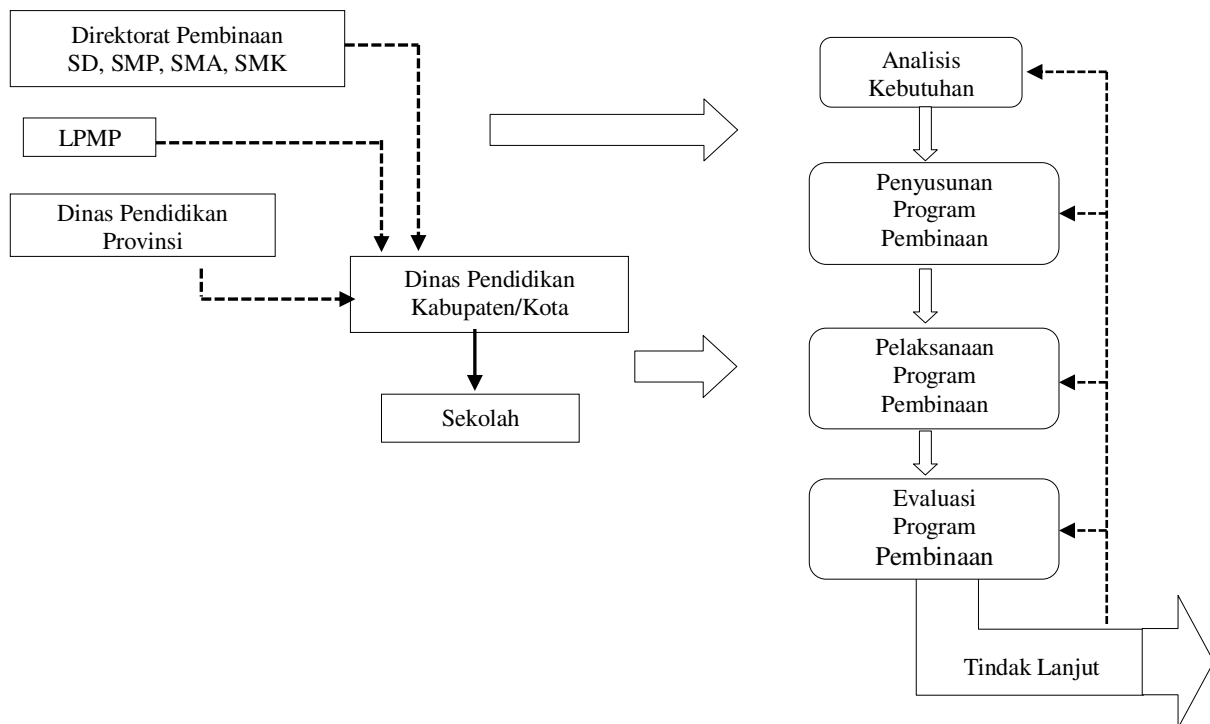 Direktorat Pembinaan
SD, SMP, SMA, SMK
LPMP
Dinas Pendidikan
Provinsi
Dinas Pendidikan
Kabupaten/Kota
Sekolah
Analisis
Kebutuhan
Penyusunan
Program
Pembinaan
Pelaksanaan
Program
Pembinaan
Evaluasi
Program
Pembinaan
Tindak Lanjut